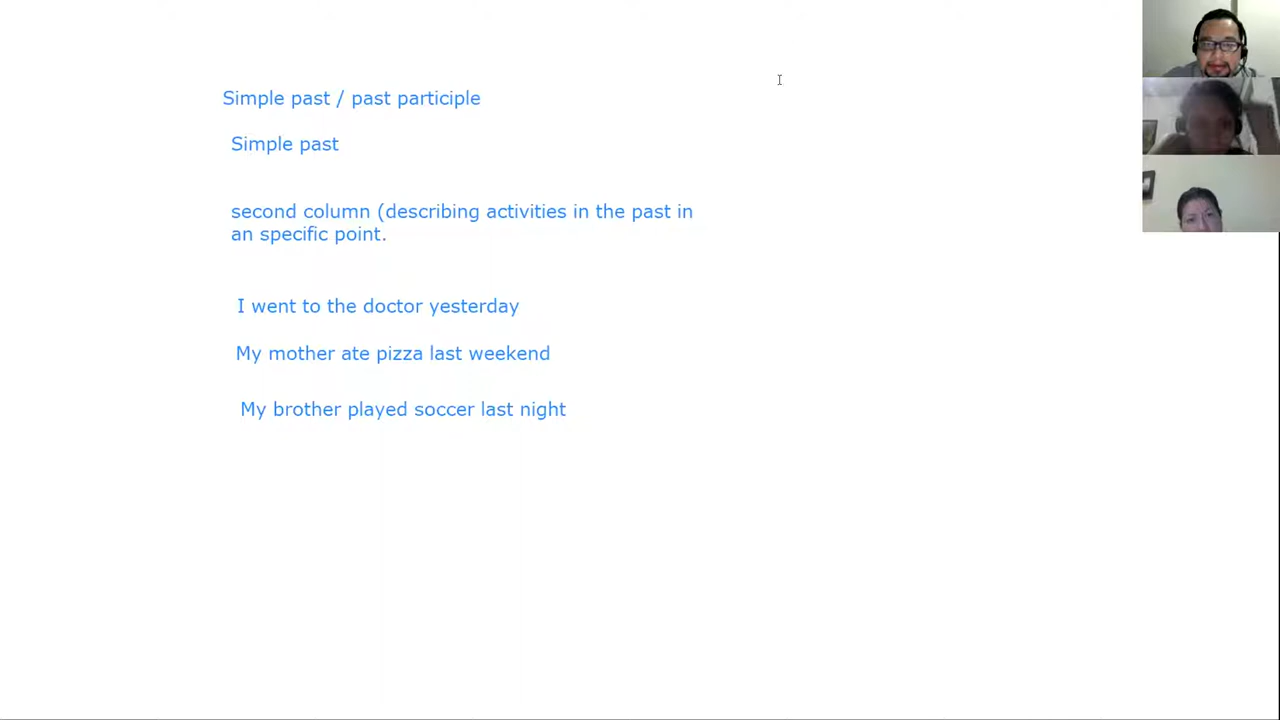 Simple past / past participle
Simple past
second column (describing activities in the past in
an specific point.
I went to the doctor yesterday
My mother ate pizza last weekend
My brother played soccer last night